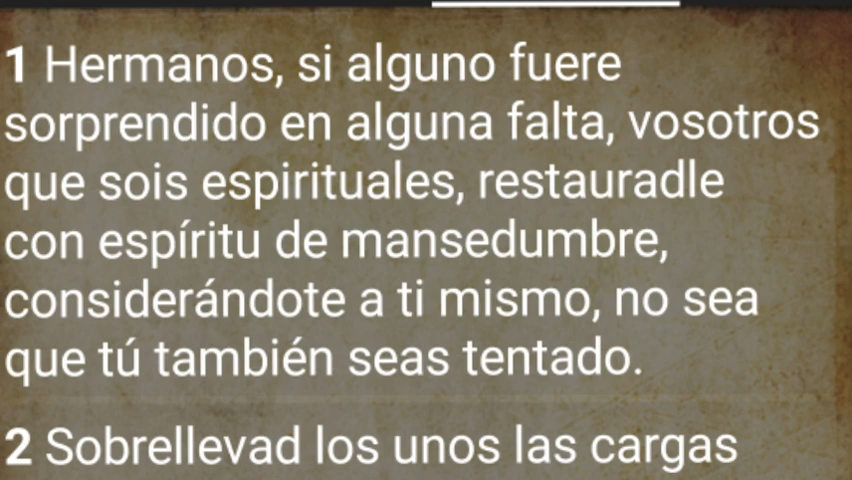 1 Hermanos, si alguno fuere
sorprendido en alguna falta, vosotros
que sois espirituales, restauradle
con espíritu de mansedumbre,
considerándote a ti mismo, no sea
que tú también seas tentado.
2 Sobrellevad los unos las cargas